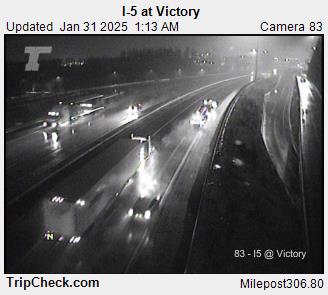 I-5 at Victory
Updated Jan 31 2025 1:13 AM Camera 83
T
N
83 - I5 @ Victory
TripCheck.com Milepost306.80